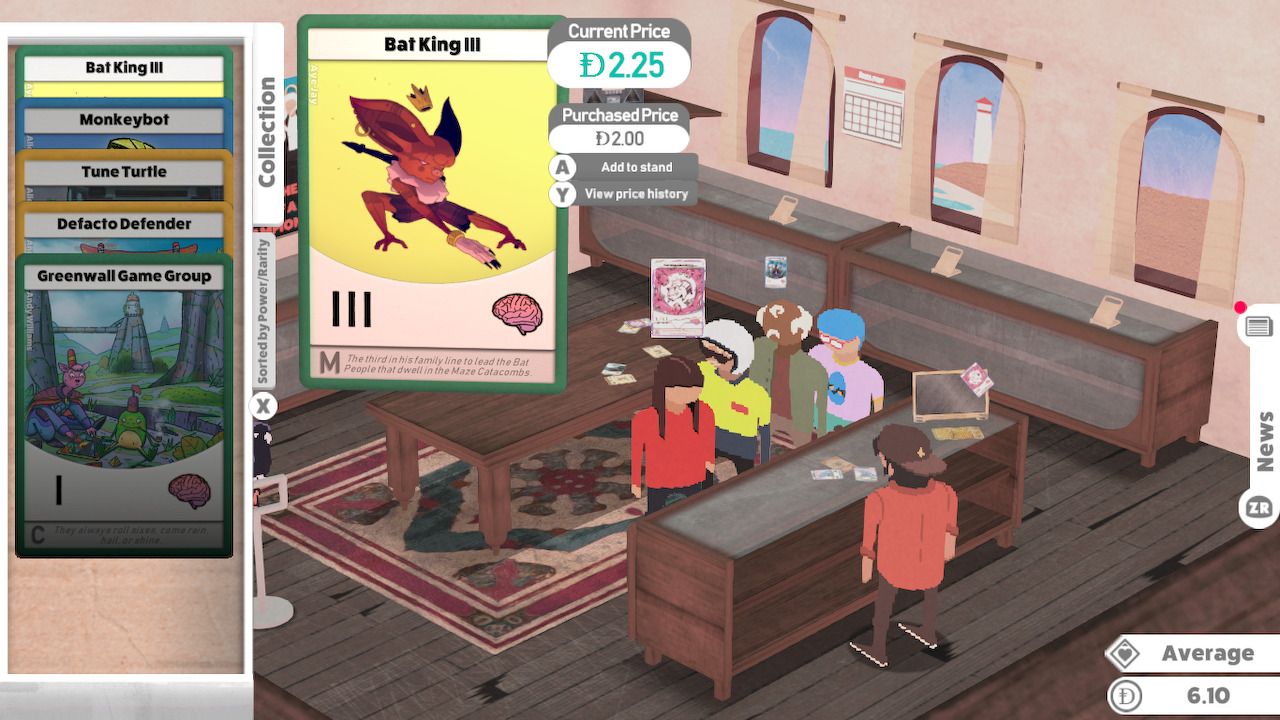 Bat King III
Monkeybot
Tune Turtle
Defacto Defender
Greenwall Game Group
Andy Williams
I
C
They always roll sixes, come rain,
hail, or shine.
Collection
Sorted by Power/Rarity
X
Bat King III
III
M
The third in his family line to lead the Bat
People that dwell in the Maze Catacombs.
Current Price
Đ2.25
Purchased Price
Đ2.00
A Add to stand
Y View price history
News
ZR
Average
Đ 6.10